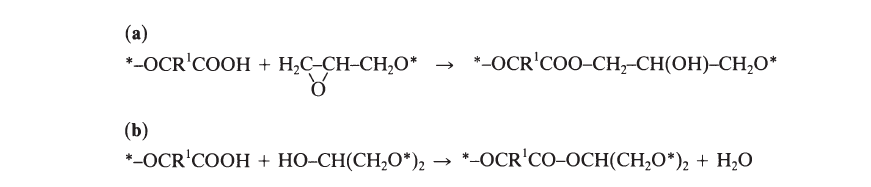 (a)
*–OCR¹COOH + H₂C–CH–CH₂O* → *–OCR¹COO–CH₂–CH(OH)–CH₂O*
O
(b)
*–OCR¹COOH + HO–CH(CH₂O*)₂ → *–OCR¹CO–OCH(CH₂O*)₂ + H₂O